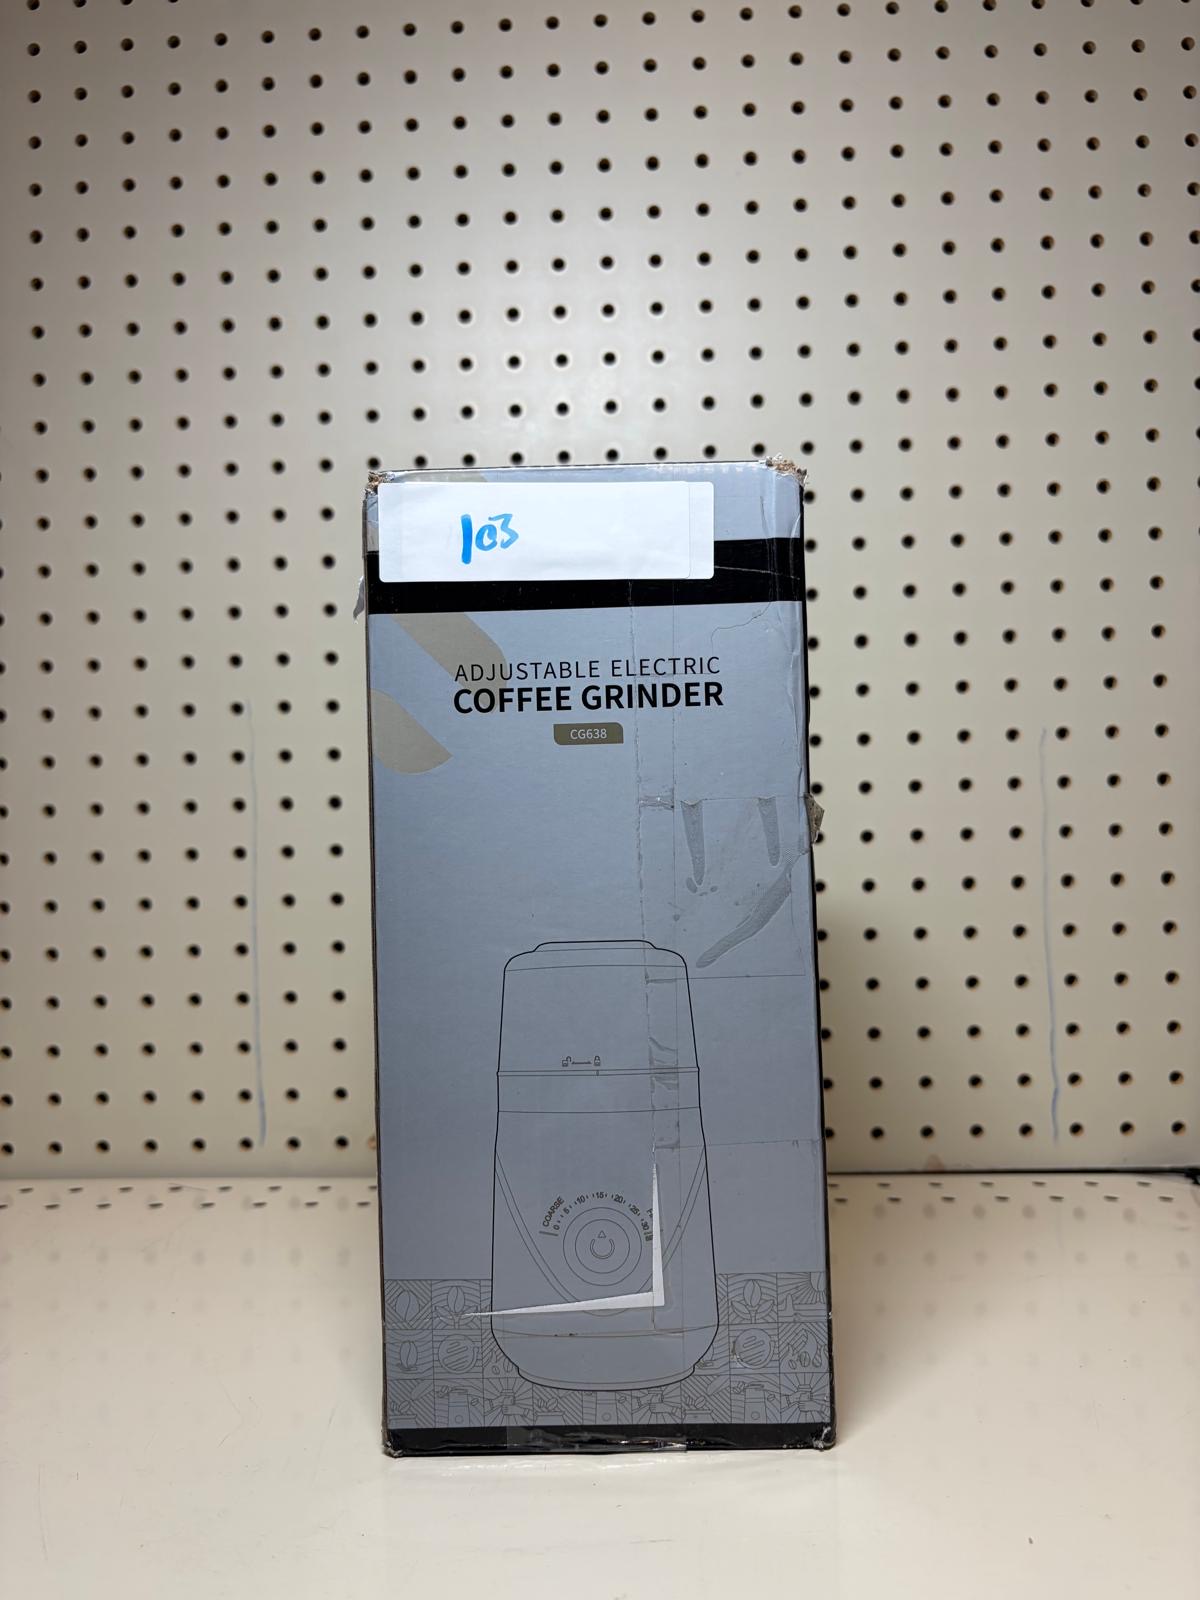 103
ADJUSTABLE ELECTRIC
COFFEE GRINDER
CG638
COARSE
0 5 10 15 20 25 30